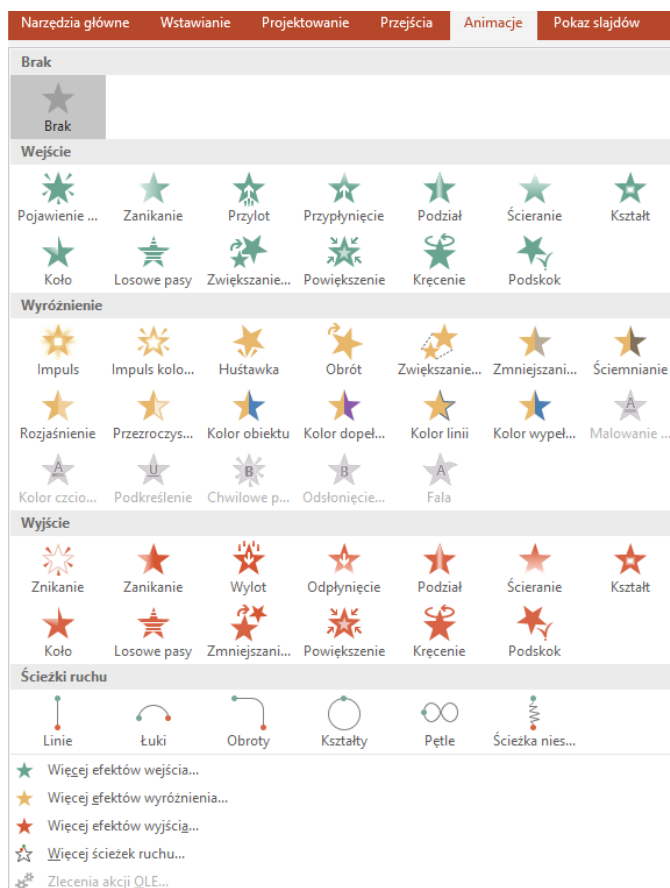 Narzędzia główne Wstawianie Projektowanie Przejścia Animacje Pokaz slajdów
Brak
Brak
Wejście
Pojawienie ... Zanikanie Przylot Przypłynięcie Podział Ścieranie Kształt
Koło Losowe pasy Zwiększanie... Powiększenie Kręcenie Podskok
Wyróżnienie
Impuls Impuls kolo... Huśtawka Obrót Zwiększanie... Zmniejszani... Ściemnianie
Rozjaśnienie Przezroczys... Kolor obiektu Kolor dopeł... Kolor linii Kolor wypeł... Malowanie ...
Kolor czcio... Podkreślenie Chwilowe p... Odsłonięcie... Fala
Wyjście
Znikanie Zanikanie Wylot Odpłynięcie Podział Ścieranie Kształt
Koło Losowe pasy Zmniejszani... Powiększenie Kręcenie Podskok
Ścieżki ruchu
Linie Łuki Obroty Kształty Pętle Ścieżka nies...
Więcej efektów wejścia...
Więcej efektów wyróżnienia...
Więcej efektów wyjścia...
Więcej ścieżek ruchu...
Zlecenia akcji OLE...